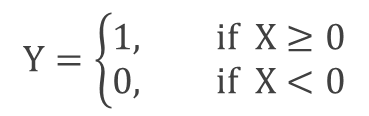 Y = { 1, if X ≥ 0
0, if X < 0